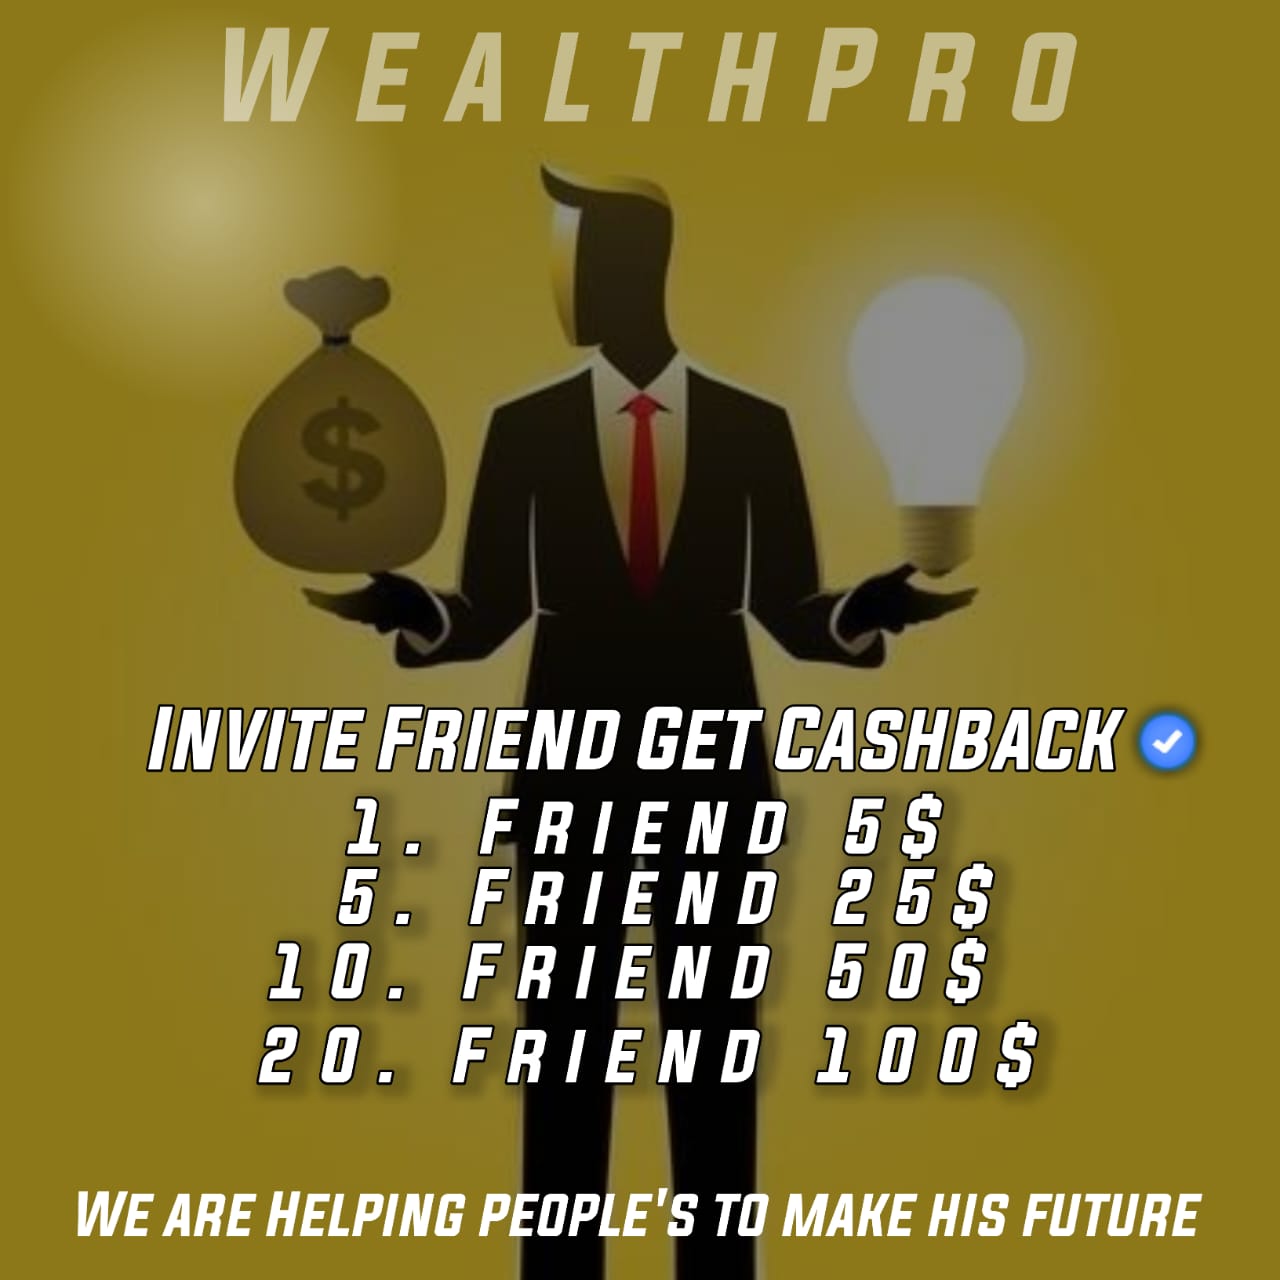 WEALTHPRO
INVITE FRIEND GET CASHBACK
1. FRIEND 5$
5. FRIEND 25$
10. FRIEND 50$
20. FRIEND 100$
WE ARE HELPING PEOPLE'S TO MAKE HIS FUTURE